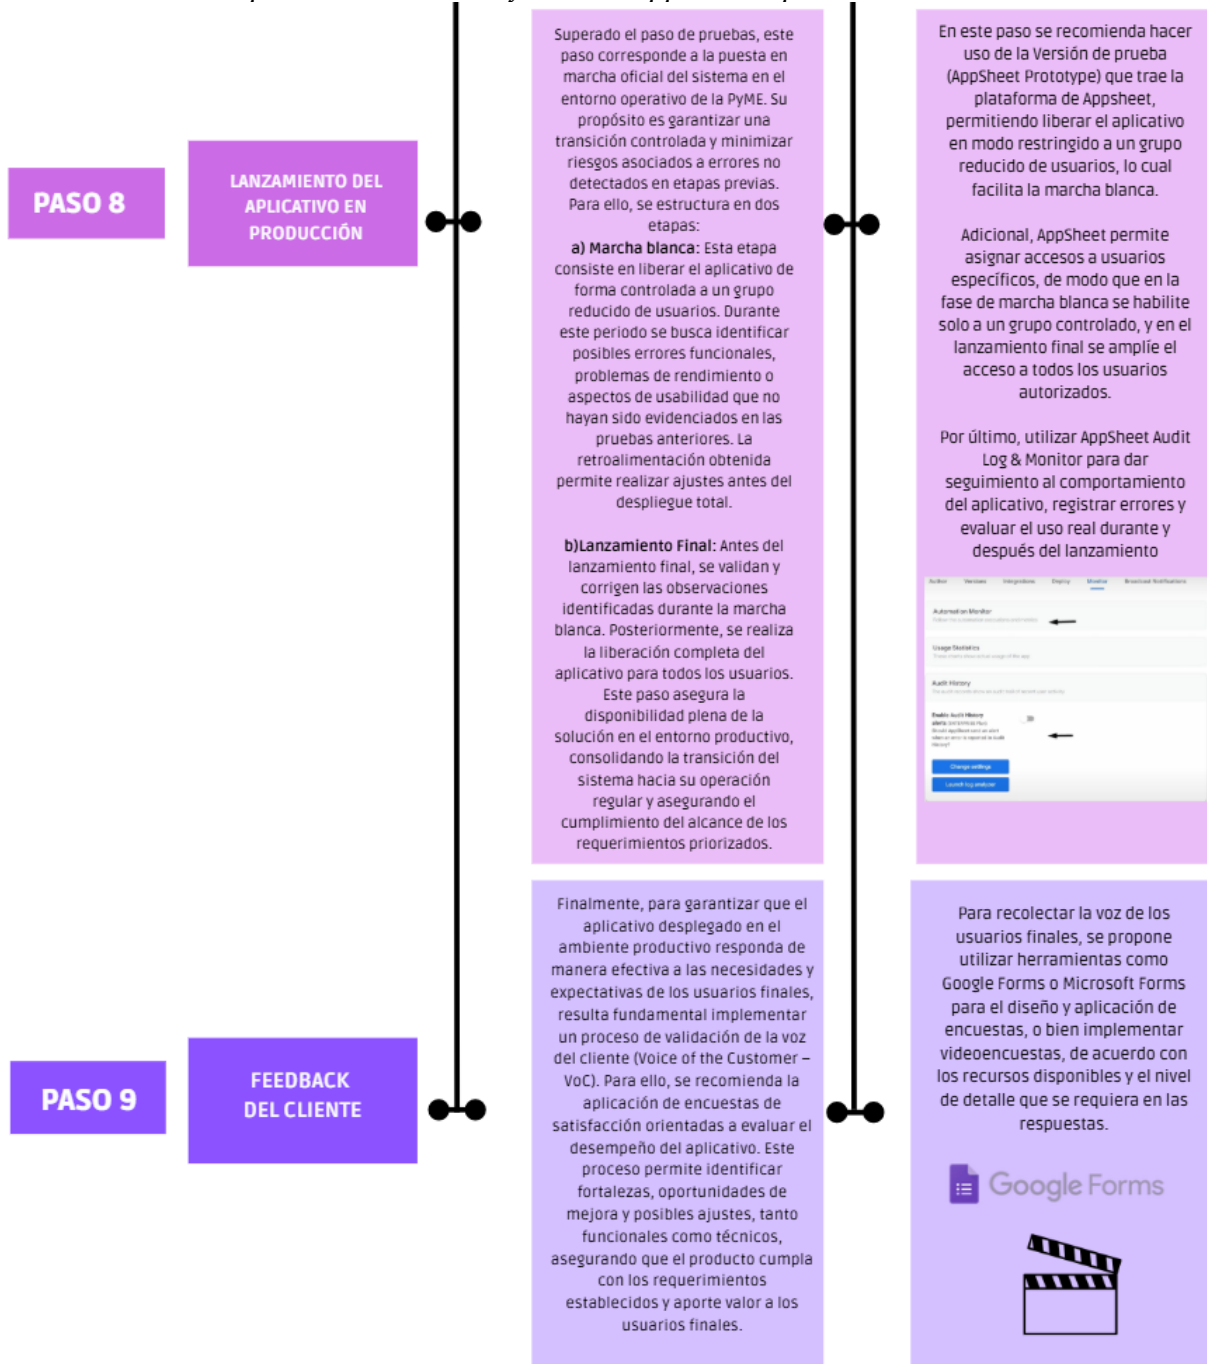 PASO 8
LANZAMIENTO DEL
APLICATIVO EN
PRODUCCIÓN
Superado el paso de pruebas, este
paso corresponde a la puesta en
marcha oficial del sistema en el
entorno operativo de la PyME. Su
propósito es garantizar una
transición controlada y minimizar
riesgos asociados a errores no
detectados en etapas previas.
Para ello, se estructura en dos
etapas:
a) Marcha blanca: Esta etapa
consiste en liberar el aplicativo de
forma controlada a un grupo
reducido de usuarios. Durante
este periodo se busca identificar
posibles errores funcionales,
problemas de rendimiento o
aspectos de usabilidad que no
hayan sido evidenciados en las
pruebas anteriores. La
retroalimentación obtenida
permite realizar ajustes antes del
despliegue total.
b)Lanzamiento Final: Antes del
lanzamiento final, se validan y
corrigen las observaciones
identificadas durante la marcha
blanca. Posteriormente, se realiza
la liberación completa del
aplicativo para todos los usuarios.
Este paso asegura la
disponibilidad plena de la
solución en el entorno productivo,
consolidando la transición del
sistema hacia su operación
regular y asegurando el
cumplimiento del alcance de los
requerimientos priorizados.
En este paso se recomienda hacer
uso de la Versión de prueba
(AppSheet Prototype) que trae la
plataforma de Appsheet,
permitiendo liberar el aplicativo
en modo restringido a un grupo
reducido de usuarios, lo cual
facilita la marcha blanca.
Adicional, AppSheet permite
asignar accesos a usuarios
específicos, de modo que en la
fase de marcha blanca se habilite
solo a un grupo controlado, y en el
lanzamiento final se amplíe el
acceso a todos los usuarios
autorizados.
Por último, utilizar AppSheet Audit
Log & Monitor para dar
seguimiento al comportamiento
del aplicativo, registrar errores y
evaluar el uso real durante y
después del lanzamiento
Author Versions Integrations Deploy Monitor Broadcast Notifications
Automation Monitor
Usage Statistics
Audit History
Enable Audit History
Change settings
Launch log analyzer
PASO 9
FEEDBACK
DEL CLIENTE
Finalmente, para garantizar que el
aplicativo desplegado en el
ambiente productivo responda de
manera efectiva a las necesidades y
expectativas de los usuarios finales,
resulta fundamental implementar
un proceso de validación de la voz
del cliente (Voice of the Customer –
VoC). Para ello, se recomienda la
aplicación de encuestas de
satisfacción orientadas a evaluar el
desempeño del aplicativo. Este
proceso permite identificar
fortalezas, oportunidades de
mejora y posibles ajustes, tanto
funcionales como técnicos,
asegurando que el producto cumpla
con los requerimientos
establecidos y aporte valor a los
usuarios finales.
Para recolectar la voz de los
usuarios finales, se propone
utilizar herramientas como
Google Forms o Microsoft Forms
para el diseño y aplicación de
encuestas, o bien implementar
videoencuestas, de acuerdo con
los recursos disponibles y el nivel
de detalle que se requiera en las
respuestas.
Google Forms